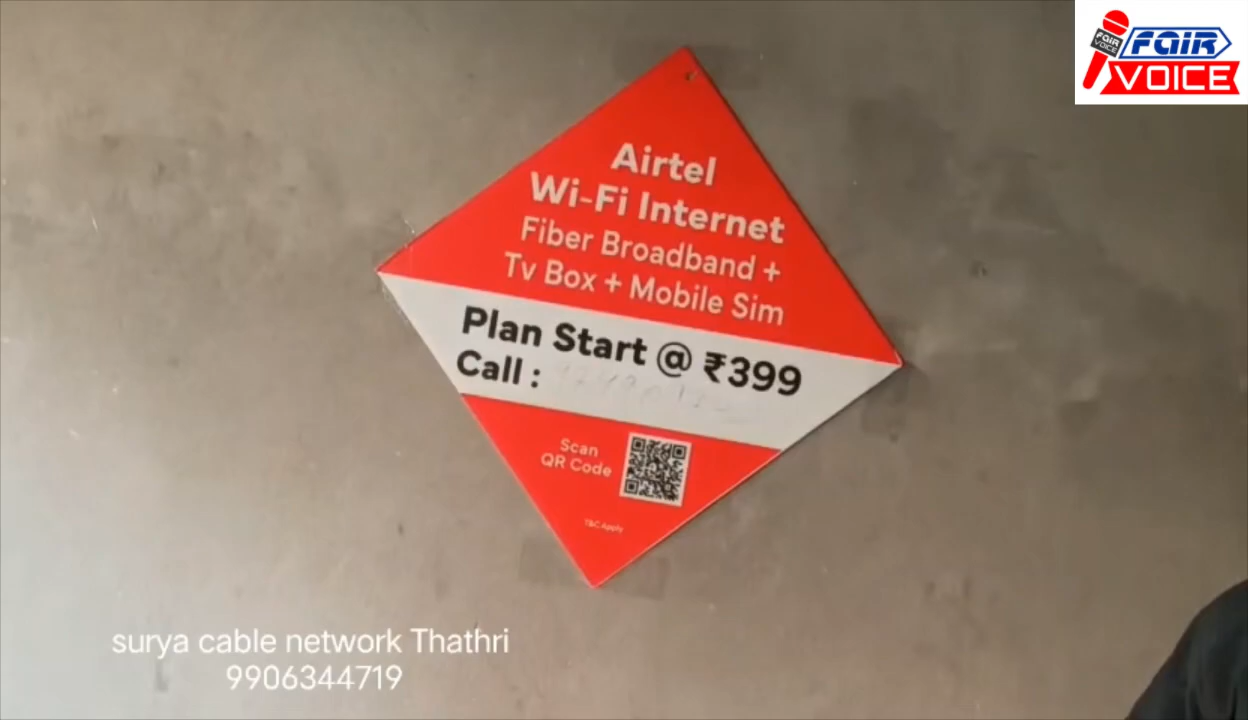 FAIR
VOICE
FAIR
VOICE
Airtel
Wi-Fi Internet
Fiber Broadband +
Tv Box + Mobile Sim
Plan Start @ ₹399
Call :
Scan
QR Code
T&C Apply
surya cable network Thathri
9906344719